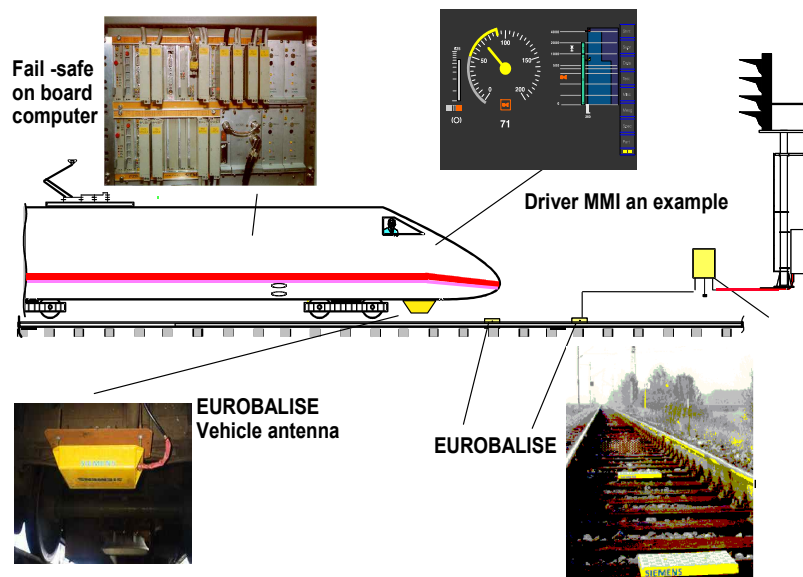 Fail -safe
on board
computer
50
100
150
0
200
71
Driver MMI an example
EUROBALISE
Vehicle antenna
EUROBALISE
SIEMENS
SIEMENS
SIEMENS